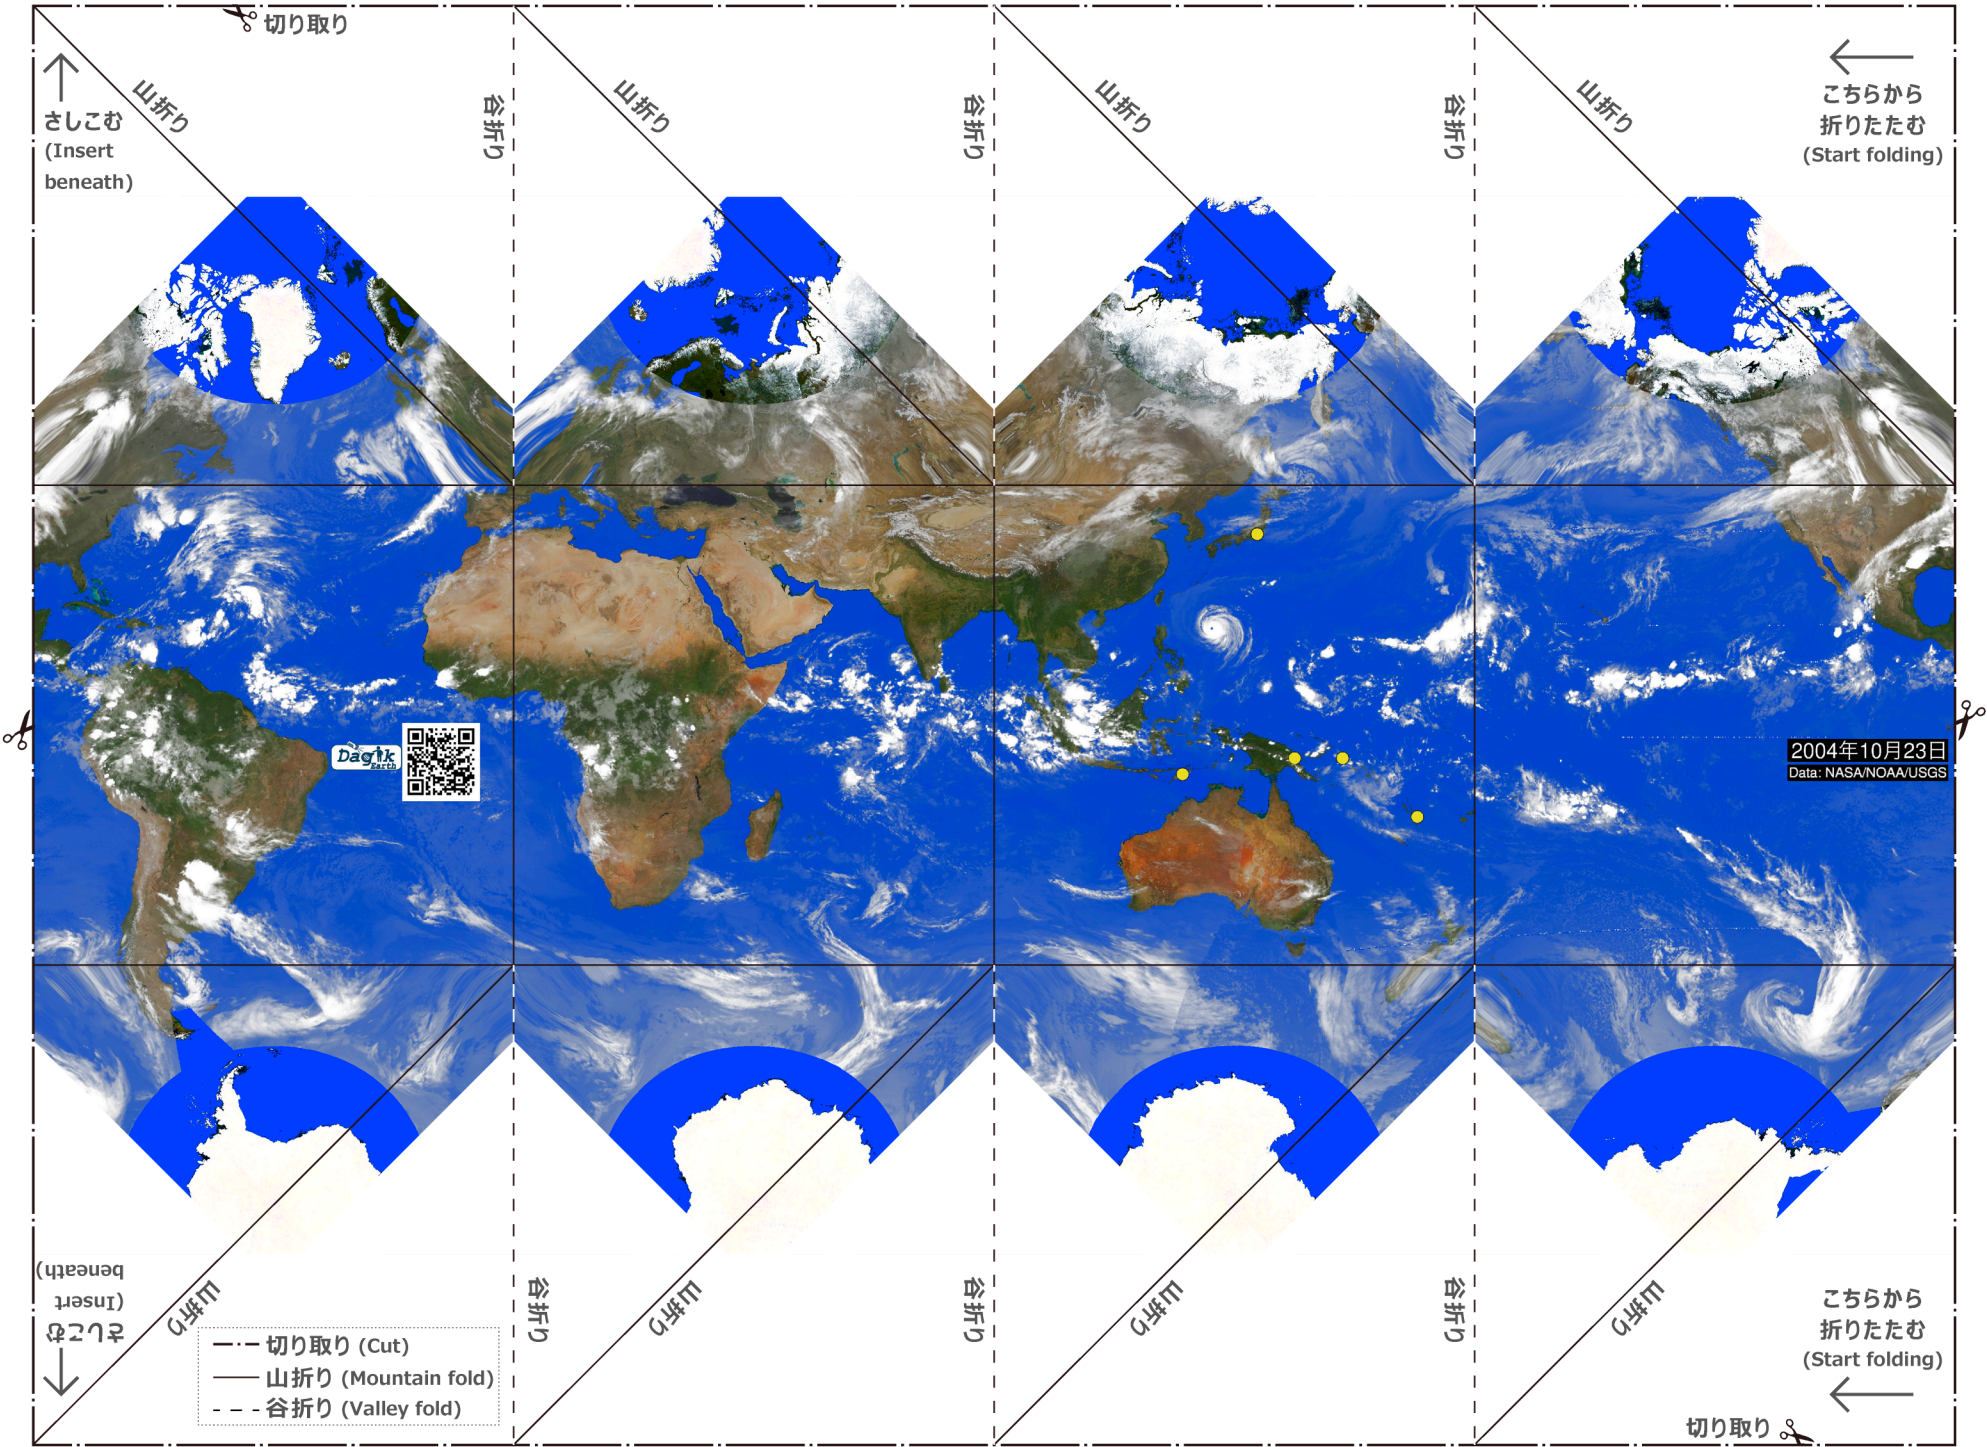 切り取り
さしこむ
(Insert
beneath)
山折り
谷折り
山折り
谷折り
山折り
谷折り
山折り
こちらから
折りたたむ
(Start folding)
Dagik
Earth
2004年10月23日
Data: NASA/NOAA/USGS
さしこむ
(Insert
beneath)
山折り
谷折り
山折り
谷折り
山折り
谷折り
山折り
こちらから
折りたたむ
(Start folding)
切り取り (Cut)
山折り (Mountain fold)
谷折り (Valley fold)
切り取り